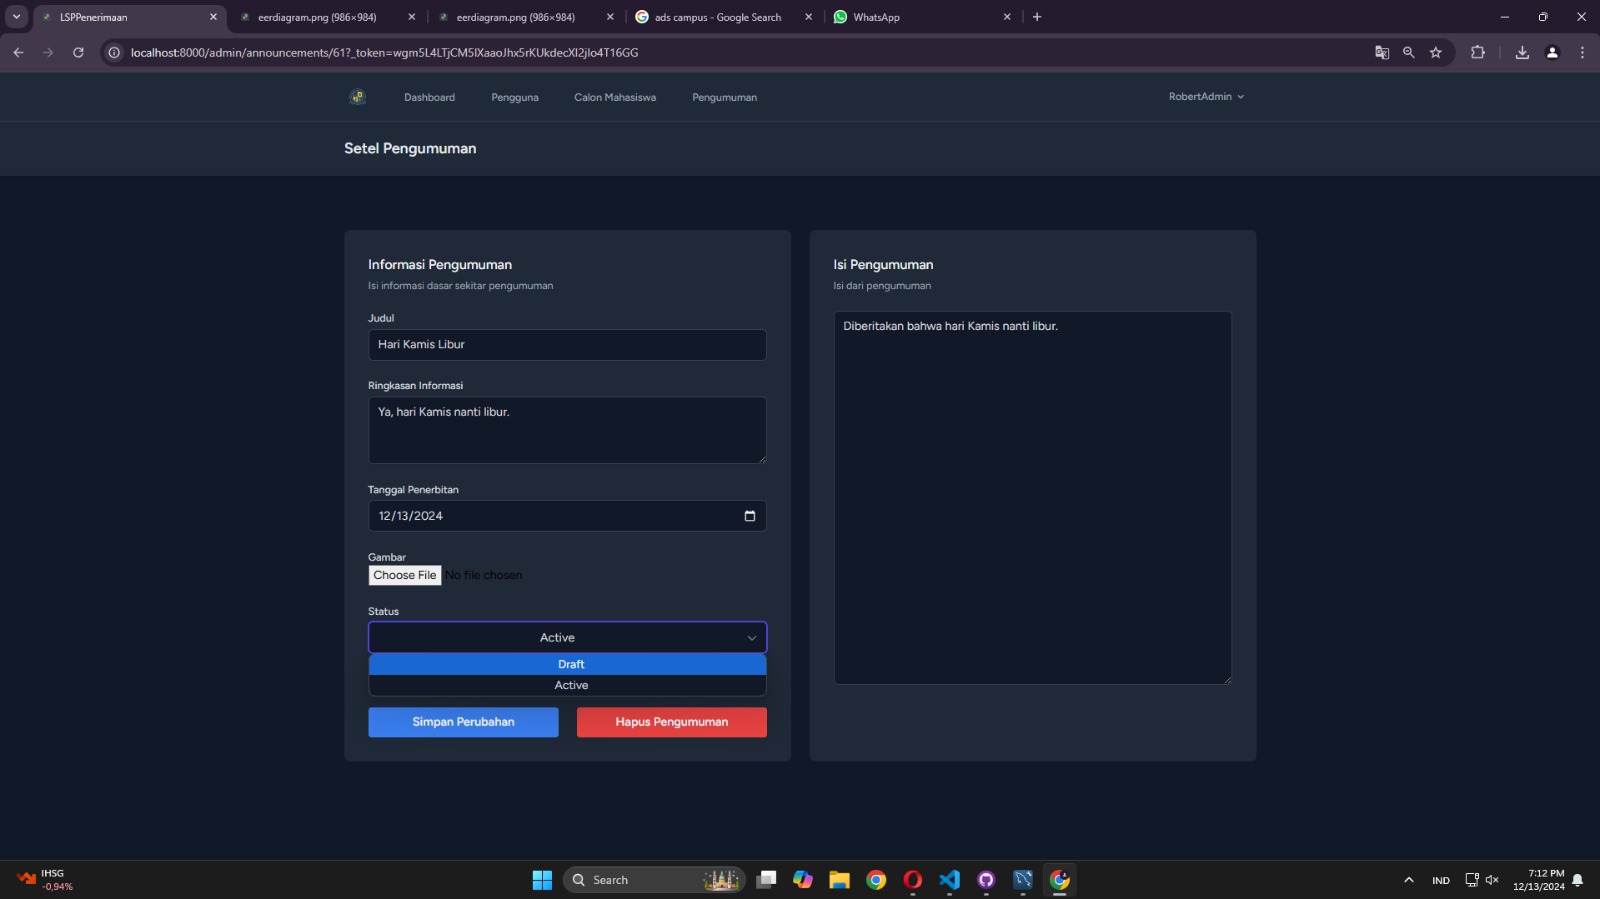 LSPPenerimaan
eerdiagram.png (986×984)
eerdiagram.png (986×984)
ads campus - Google Search
WhatsApp
localhost:8000/admin/announcements/61?_token=wgm5L4LTjCM5lXaaoJhx5rKUkdecXl2jlo4T16GG
Dashboard
Pengguna
Calon Mahasiswa
Pengumuman
RobertAdmin
Setel Pengumuman
Informasi Pengumuman
Isi informasi dasar sekitar pengumuman
Judul
Hari Kamis Libur
Ringkasan Informasi
Ya, hari Kamis nanti libur.
Tanggal Penerbitan
12/13/2024
Gambar
Choose File No file chosen
Status
Active
Draft
Active
Simpan Perubahan
Hapus Pengumuman
Isi Pengumuman
Isi dari pengumuman
Diberitakan bahwa hari Kamis nanti libur.
IHSG
-0,94%
Search
IND
7:12 PM
12/13/2024